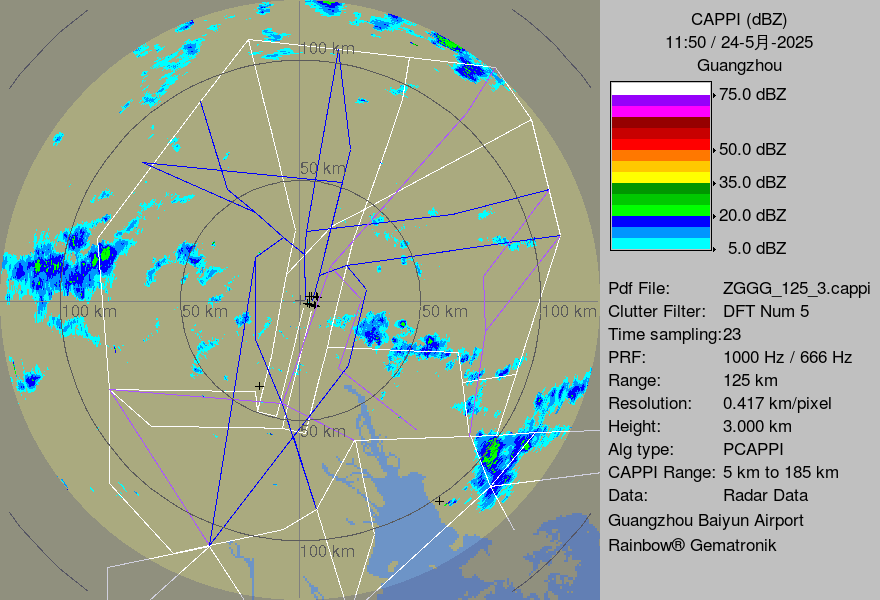 100 km
50 km
100 km
50 km
50 km
100 km
50 km
100 km
CAPPI (dBZ)
11:50 / 24-5月-2025
Guangzhou
75.0 dBZ
50.0 dBZ
35.0 dBZ
20.0 dBZ
5.0 dBZ
Pdf File: ZGGG_125_3.cappi
Clutter Filter: DFT Num 5
Time sampling:23
PRF: 1000 Hz / 666 Hz
Range: 125 km
Resolution: 0.417 km/pixel
Height: 3.000 km
Alg type: PCAPPI
CAPPI Range: 5 km to 185 km
Data: Radar Data
Guangzhou Baiyun Airport
Rainbow® Gematronik